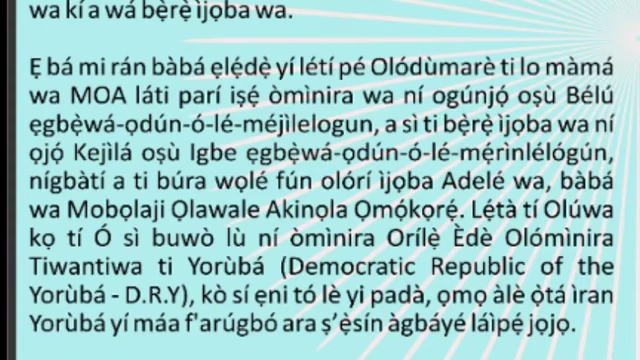 wa kí a wá bẹ̀rẹ̀ ìjọba wa.
Ẹ bá mi rán bàbá ẹlẹ́dẹ̀ yí létí pé Olódùmarè ti lo màmá
wa MOA láti parí iṣẹ́ òmìnira wa ní ogúnjọ́ oṣù Bélú
ẹgbẹ̀wá-ọdún-ó-lé-méjìlelogun, a sì ti bẹ̀rẹ̀ ìjọba wa ní
ọjọ́ Kejìlá oṣù Igbe ẹgbẹ̀wá-ọdún-ó-lé-mẹ́rìnlélógún,
nígbàtí a ti búra wọlé fún olórí ìjọba Adelé wa, bàbá
wa Mobọlaji Ọlawale Akinọla Ọmọ́kọrẹ́. Lẹ́tà tí Olúwa
kọ tí Ó sì buwò lù ní òmìnira Orílẹ̀ Èdè Olómìnira
Tiwantiwa ti Yorùbá (Democratic Republic of the
Yorùbá - D.R.Y), kò sí ẹni tó lè yi padà, ọmọ àlè ọ̀tá ìran
Yorùbá yí máa f'arúgbó ara ṣ’ẹ̀sín àgbáyé láìpẹ́ jọjọ.